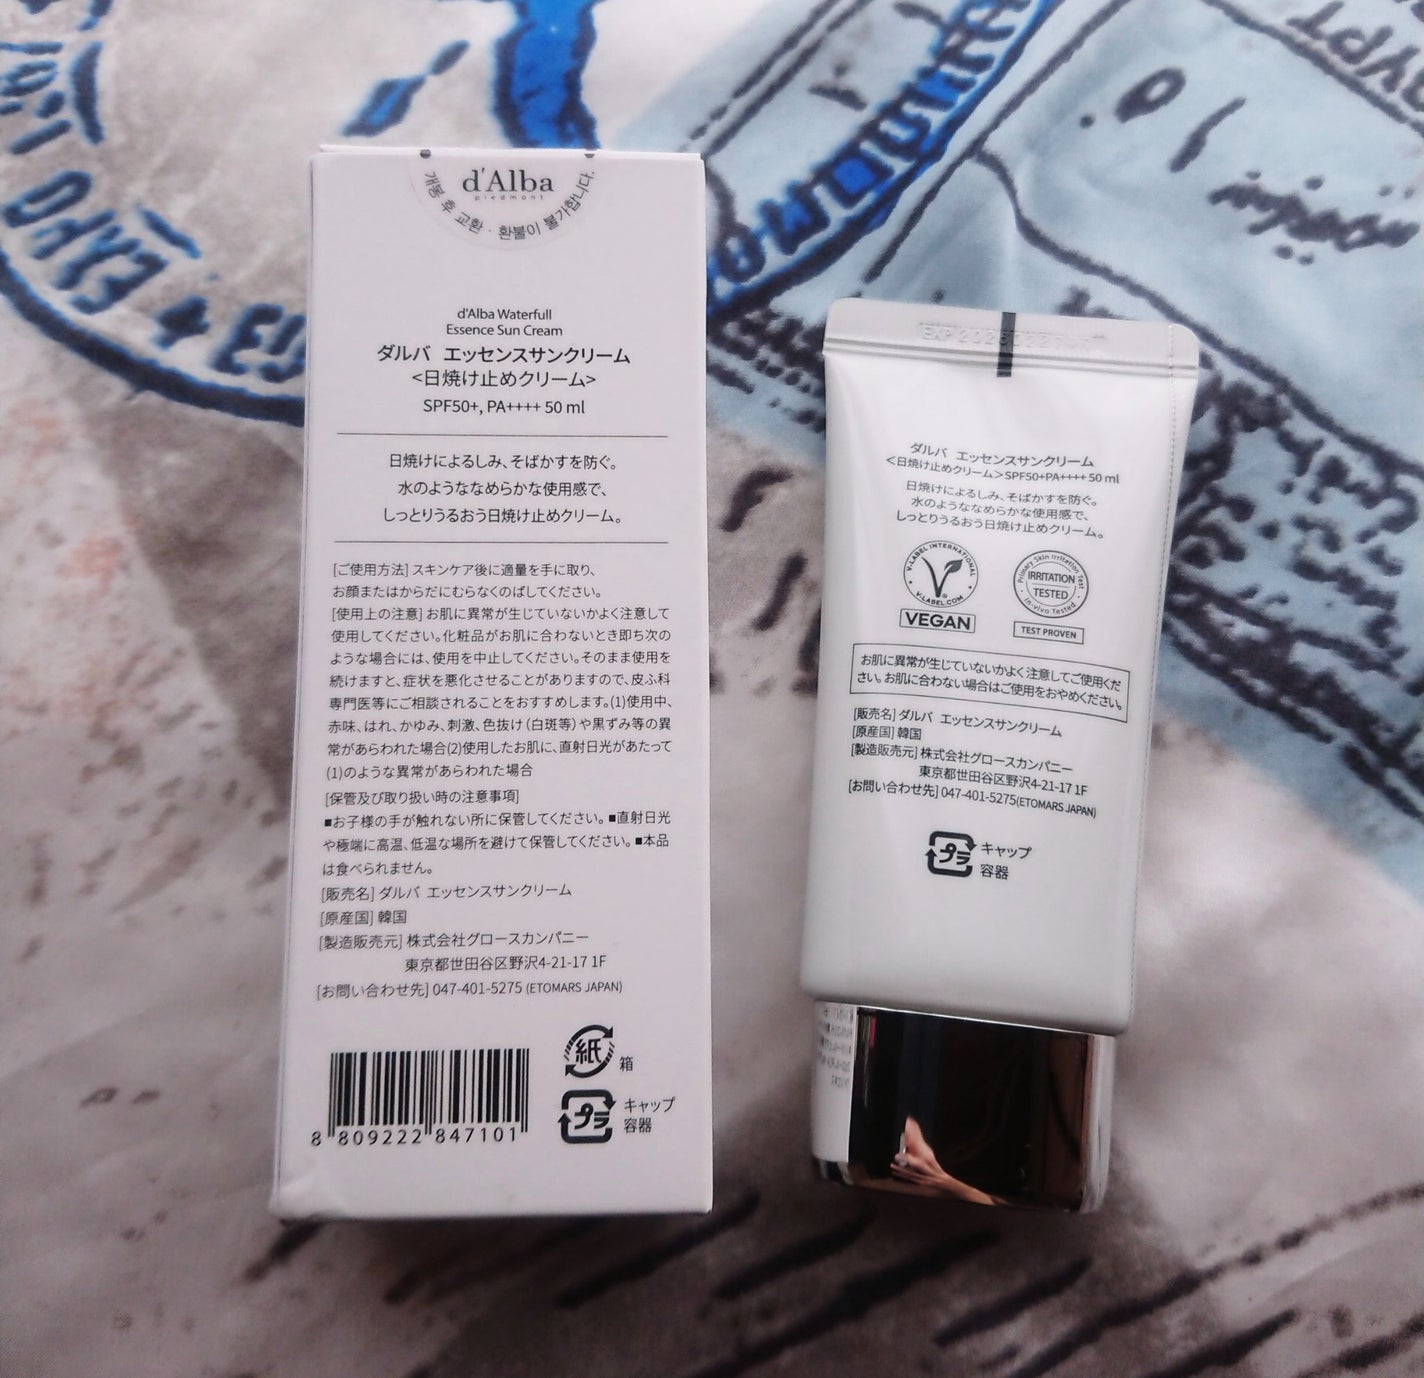 d'Alba
piedmont
개봉 후 교환 · 환불이 불가합니다.
d'Alba Waterfull
Essence Sun Cream
ダルバ エッセンスサンクリーム
<日焼け止めクリーム>
SPF50+, PA++++ 50 ml
日焼けによるしみ、そばかすを防ぐ。
水のようななめらかな使用感で、
しっとりうるおう日焼け止めクリーム。
[ご使用方法] スキンケア後に適量を手に取り、
お顔またはからだにむらなくのばしてください。
[使用上の注意] お肌に異常が生じていないかよく注意して
使用してください。化粧品がお肌に合わないとき即ち次の
ような場合には、使用を中止してください。そのまま使用を
続けますと、症状を悪化させることがありますので、皮ふ科
専門医等にご相談されることをおすすめします。(1)使用中、
赤味、はれ、かゆみ、刺激、色抜け(白斑等)や黒ずみ等の異
常があらわれた場合(2)使用したお肌に、直射日光があたって
(1)のような異常があらわれた場合
[保管及び取り扱い時の注意事項]
■お子様の手が触れない所に保管してください。■直射日光
や極端に高温、低温な場所を避けて保管してください。■本品
は食べられません。
[販売名] ダルバ エッセンスサンクリーム
[原産国] 韓国
[製造販売元] 株式会社グロースカンパニー
東京都世田谷区野沢4-21-17 1F
[お問い合わせ先] 047-401-5275 (ETOMARS JAPAN)
紙 箱
プラ キャップ
容器
8 809222 847101
ダルバ エッセンスサンクリーム
<日焼け止めクリーム>SPF50+PA++++ 50 ml
日焼けによるしみ、そばかすを防ぐ。
水のようななめらかな使用感で、
しっとりうるおう日焼け止めクリーム。
V-LABEL INTERNATIONAL
V-LABEL.COM
VEGAN
Primary Skin Irritation Test
IRRITATION
TESTED
In-vivo Tested
TEST PROVEN
お肌に異常が生じていないかよく注意してご使用くだ
さい。お肌に合わない場合はご使用をおやめください。
[販売名] ダルバ エッセンスサンクリーム
[原産国] 韓国
[製造販売元] 株式会社グロースカンパニー
東京都世田谷区野沢4-21-17 1F
[お問い合わせ先] 047-401-5275(ETOMARS JAPAN)
プラ キャップ
容器